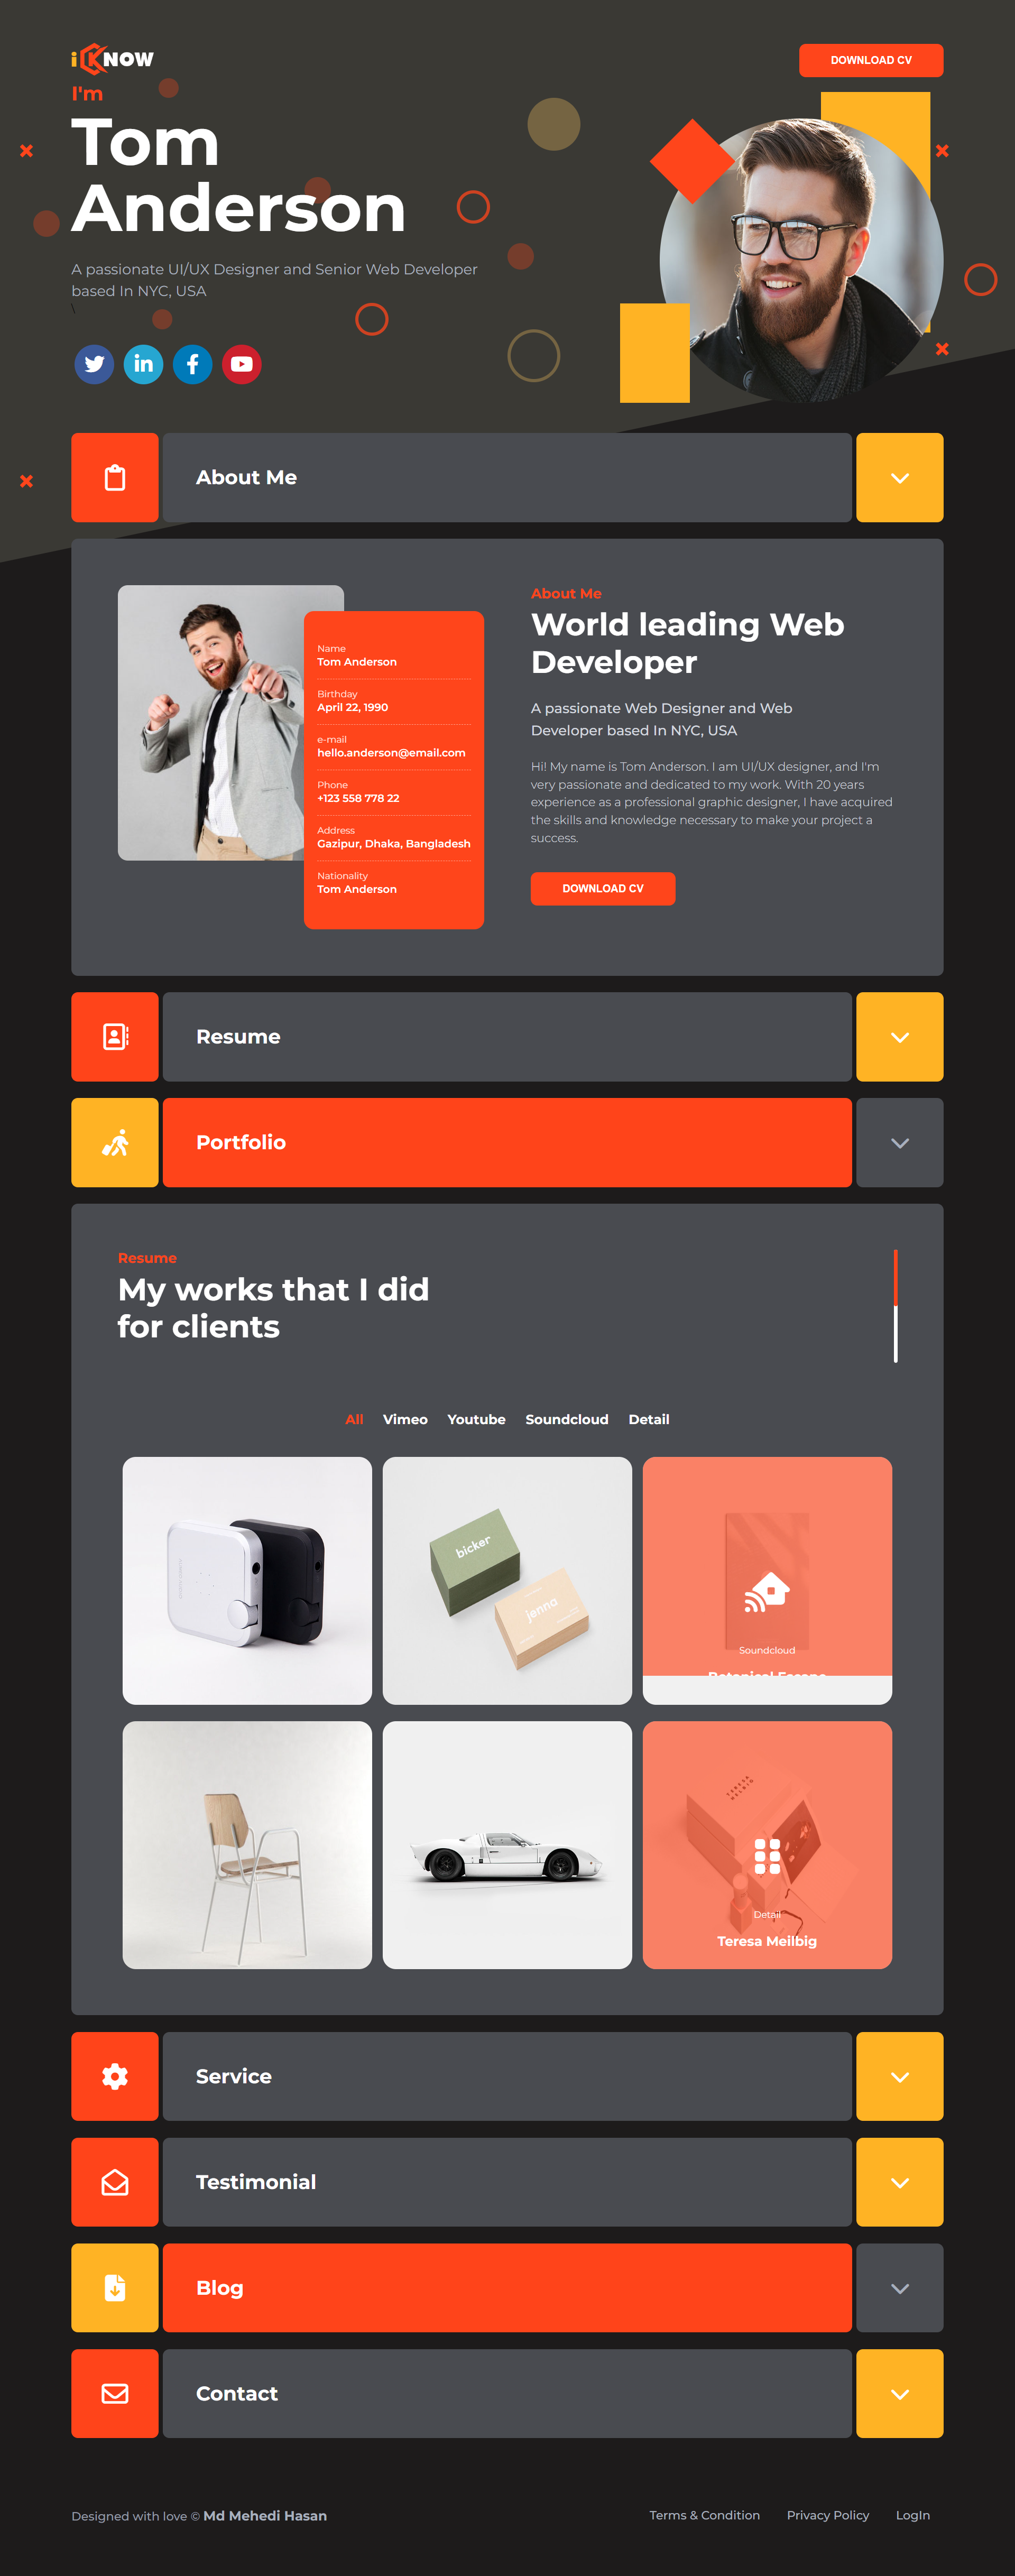 iKNOW
DOWNLOAD CV
I'm
Tom
Anderson
A passionate UI/UX Designer and Senior Web Developer
based In NYC, USA
\
About Me
Name
Tom Anderson
Birthday
April 22, 1990
e-mail
hello.anderson@email.com
Phone
+123 558 778 22
Address
Gazipur, Dhaka, Bangladesh
Nationality
Tom Anderson
About Me
World leading Web
Developer
A passionate Web Designer and Web
Developer based In NYC, USA
Hi! My name is Tom Anderson. I am UI/UX designer, and I'm
very passionate and dedicated to my work. With 20 years
experience as a professional graphic designer, I have acquired
the skills and knowledge necessary to make your project a
success.
DOWNLOAD CV
Resume
Portfolio
Resume
My works that I did
for clients
All Vimeo Youtube Soundcloud Detail
bicker
jenna
Soundcloud
Detail
Teresa Meilbig
Service
Testimonial
Blog
Contact
Designed with love © Md Mehedi Hasan
Terms & Condition Privacy Policy LogIn